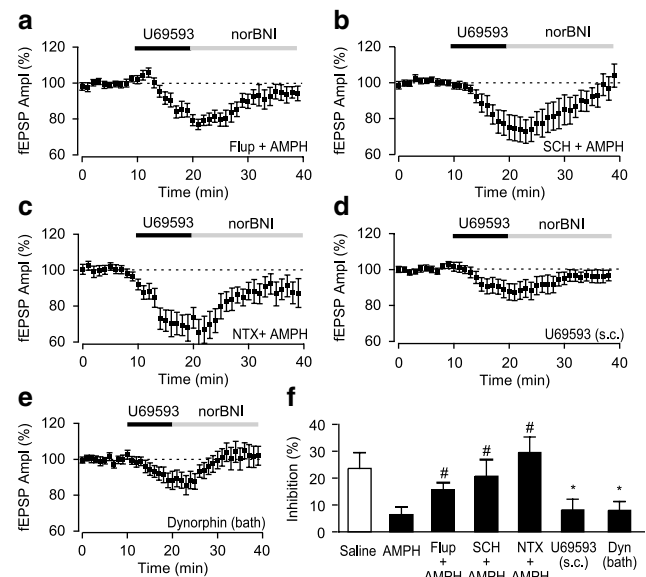 a
U69593 norBNI
fEPSP Ampl (%)
120
100
80
60
Flup + AMPH
0 10 20 30 40
Time (min)
b
U69593 norBNI
fEPSP Ampl (%)
120
100
80
60
SCH + AMPH
0 10 20 30 40
Time (min)
c
U69593 norBNI
fEPSP Ampl (%)
120
100
80
60
NTX+ AMPH
0 10 20 30 40
Time (min)
d
U69593 norBNI
fEPSP Ampl (%)
120
100
80
60
U69593 (s.c.)
0 10 20 30 40
Time (min)
e
U69593 norBNI
fEPSP Ampl (%)
120
100
80
60
Dynorphin (bath)
0 10 20 30 40
Time (min)
f
Inhibition (%)
40
30
20
10
0
# # # * *
Saline AMPH Flup SCH NTX U69593 Dyn
+ + + (s.c.) (bath)
AMPH AMPH AMPH